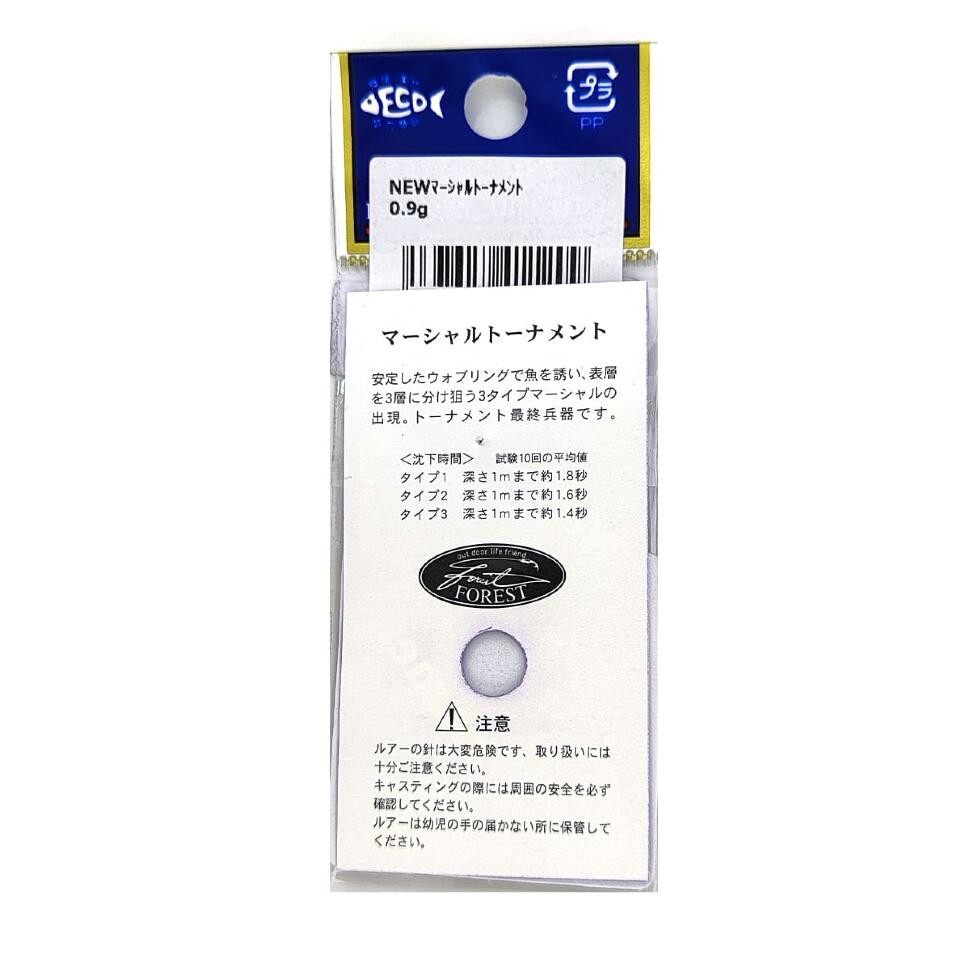 ECO
プラ
PP
NEWマーシャルトーナメント
0.9g
マーシャルトーナメント
安定したウォブリングで魚を誘い、表層
を3層に分け狙う3タイプマーシャルの
出現。トーナメント最終兵器です。
＜沈下時間＞ 試験10回の平均値
タイプ1 深さ1mまで約1.8秒
タイプ2 深さ1mまで約1.6秒
タイプ3 深さ1mまで約1.4秒
out door life friend
Forest
FOREST
注意
ルアーの針は大変危険です、取り扱いには
十分ご注意ください。
キャスティングの際には周囲の安全を必ず
確認してください。
ルアーは幼児の手の届かない所に保管して
ください。